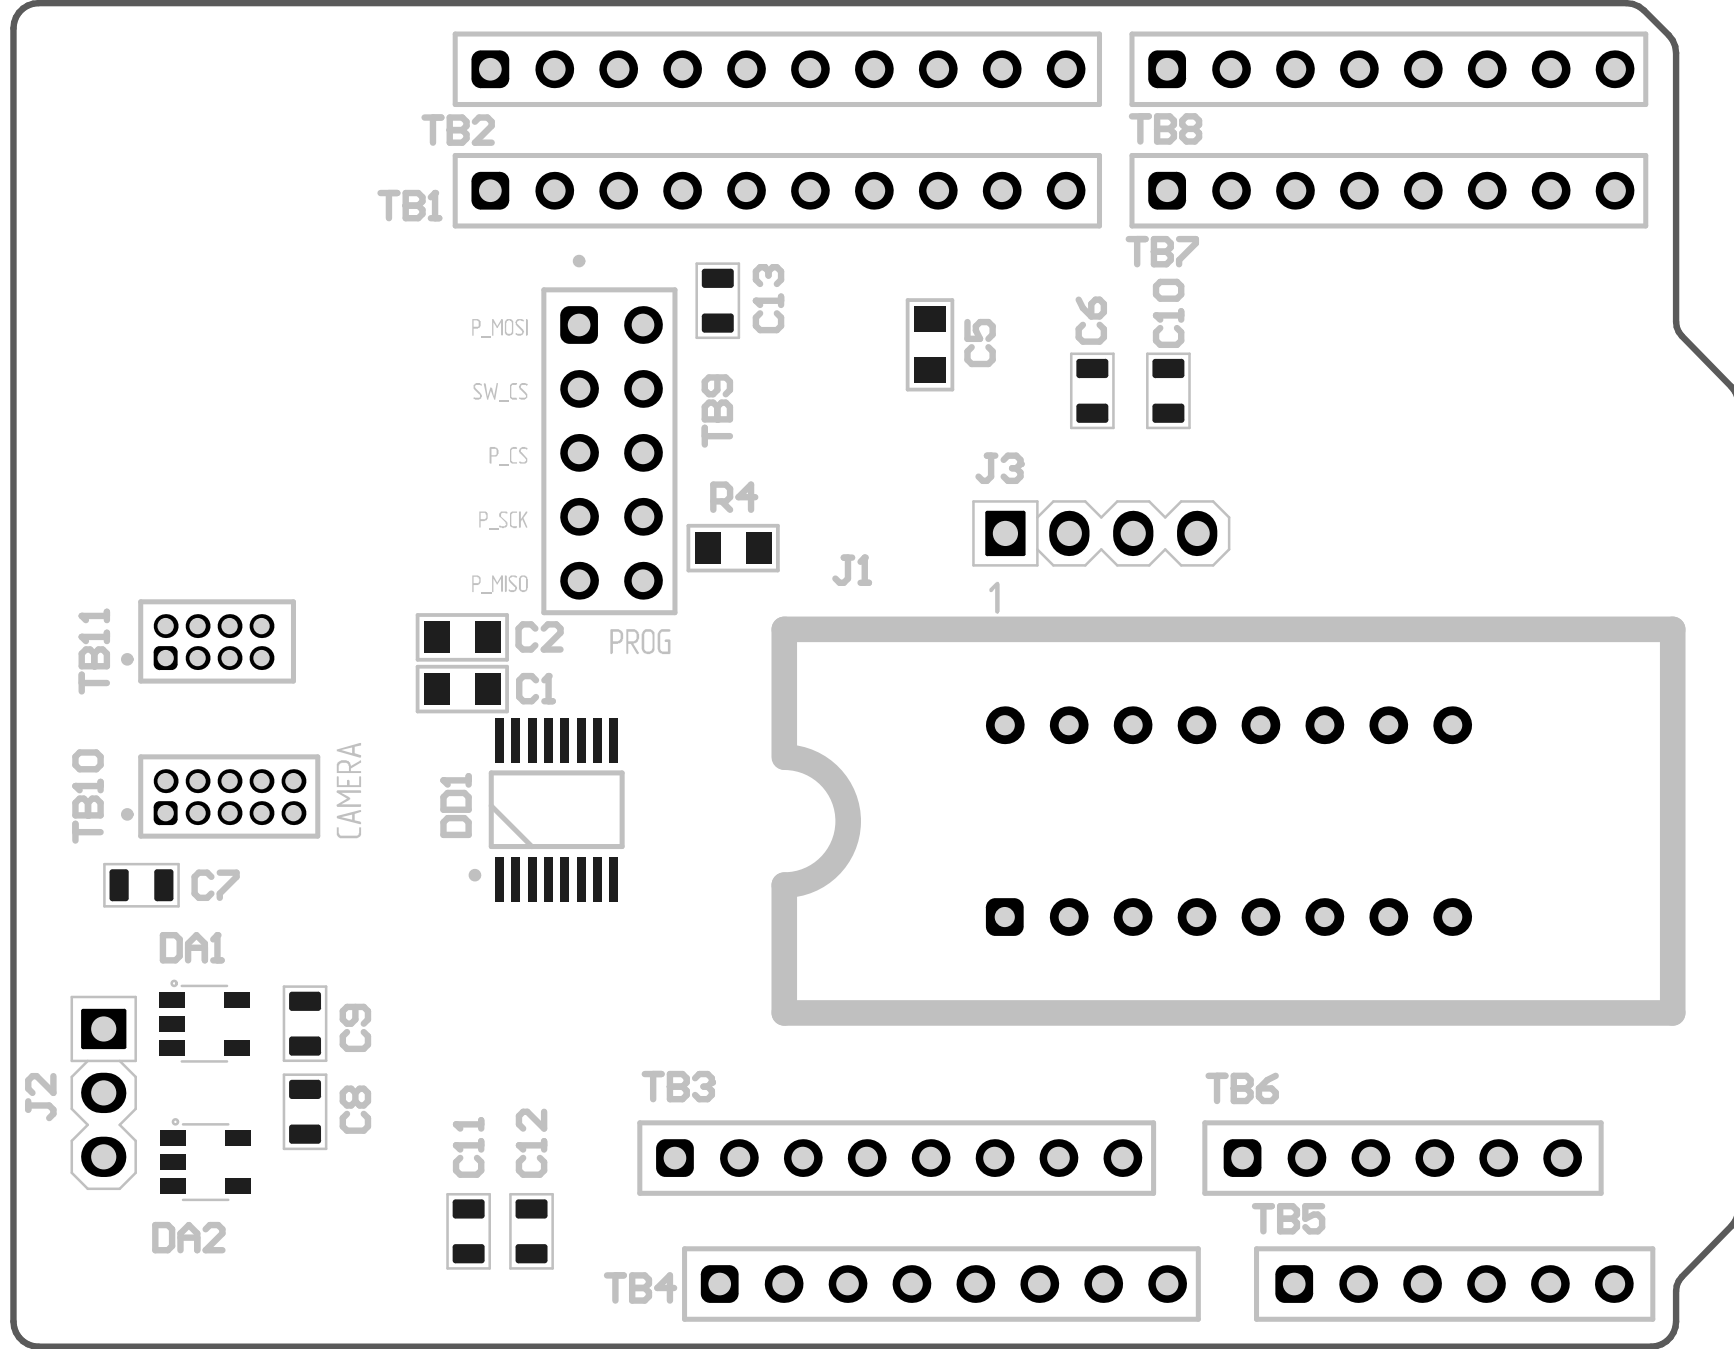 TB2
TB8
TB1
TB7
C13
C6
C10
P_MOSI
C5
SW_CS
TB9
P_CS
J3
R4
P_SCK
J1
P_MISO
1
C2
PROG
TB11
C1
TB10
CAMERA
DD1
C7
DA1
C9
J2
C8
TB3
TB6
C11
C12
DA2
TB5
TB4